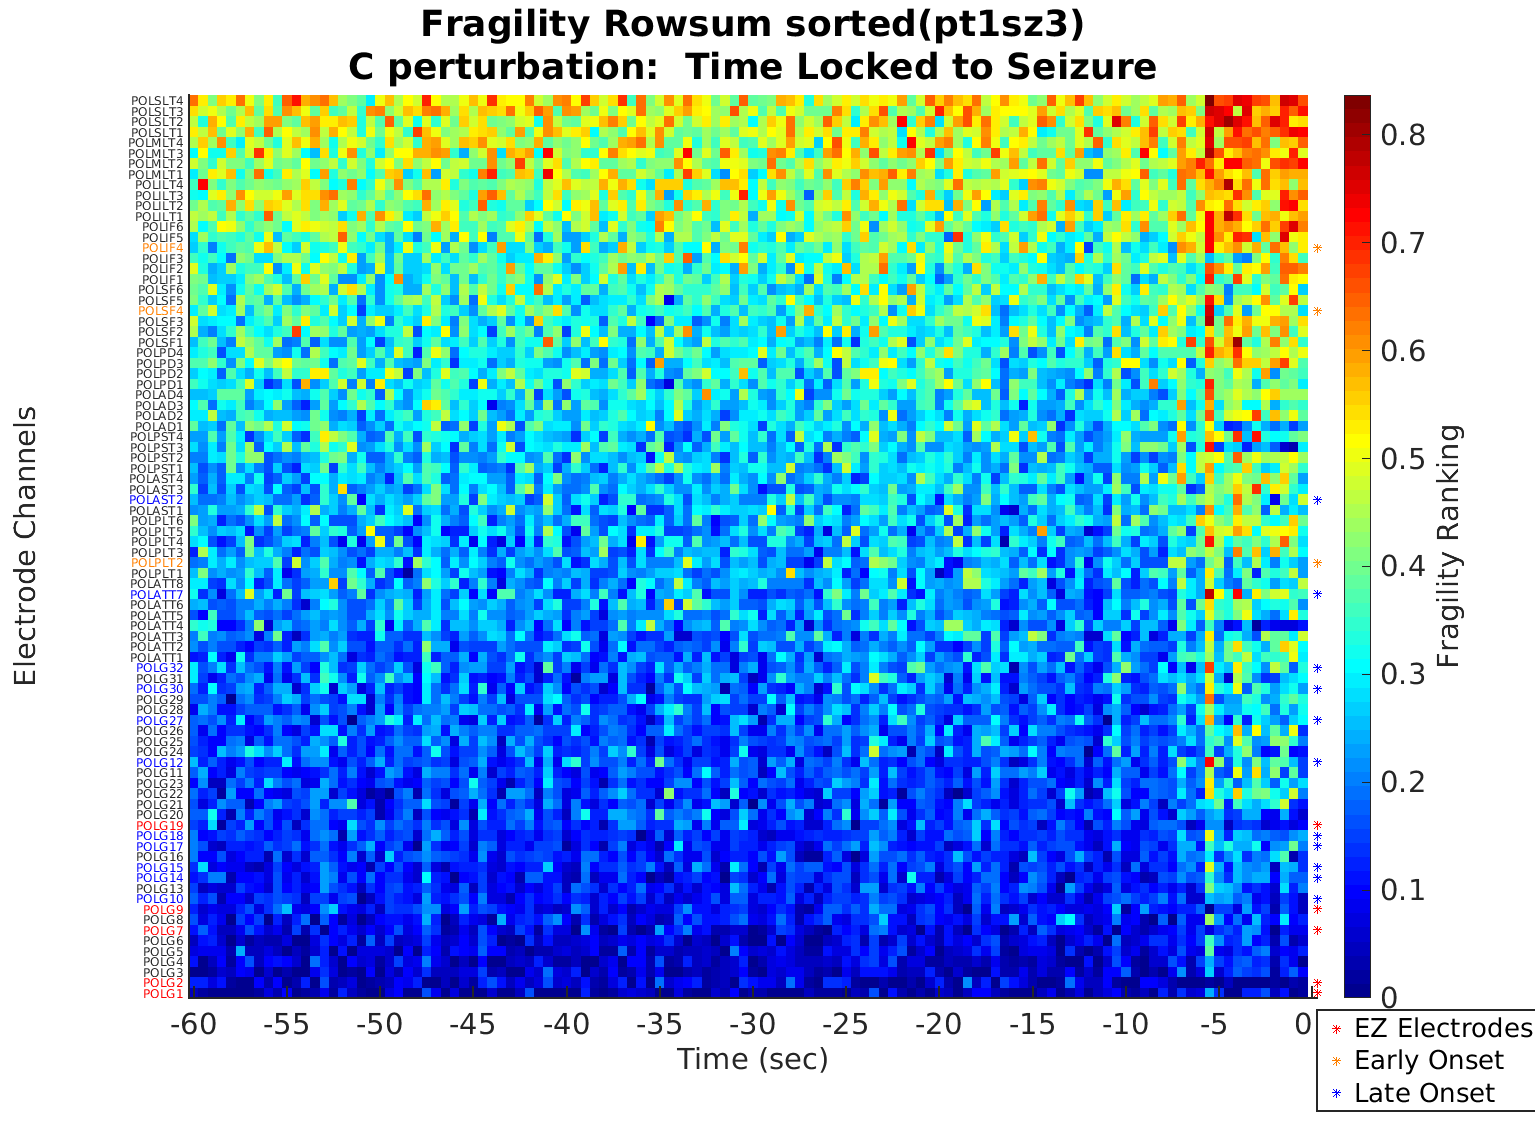 Fragility Rowsum sorted(pt1sz3)
C perturbation:  Time Locked to Seizure
Electrode Channels
POLSLT4
POLSLT3
POLSLT2
POLSLT1
POLMLT4
POLMLT3
POLMLT2
POLMLT1
POLILT4
POLILT3
POLILT2
POLILT1
POLIF6
POLIF5
POLIF4
POLIF3
POLIF2
POLIF1
POLSF6
POLSF5
POLSF4
POLSF3
POLSF2
POLSF1
POLPD4
POLPD3
POLPD2
POLPD1
POLAD4
POLAD3
POLAD2
POLAD1
POLPST4
POLPST3
POLPST2
POLPST1
POLAST4
POLAST3
POLAST2
POLAST1
POLPLT6
POLPLT5
POLPLT4
POLPLT3
POLPLT2
POLPLT1
POLATT8
POLATT7
POLATT6
POLATT5
POLATT4
POLATT3
POLATT2
POLATT1
POLG32
POLG31
POLG30
POLG29
POLG28
POLG27
POLG26
POLG25
POLG24
POLG12
POLG11
POLG23
POLG22
POLG21
POLG20
POLG19
POLG18
POLG17
POLG16
POLG15
POLG14
POLG13
POLG10
POLG9
POLG8
POLG7
POLG6
POLG5
POLG4
POLG3
POLG2
POLG1
-60 -55 -50 -45 -40 -35 -30 -25 -20 -15 -10 -5 0
Time (sec)
0.8
0.7
0.6
0.5
0.4
0.3
0.2
0.1
0
Fragility Ranking
EZ Electrodes
Early Onset
Late Onset